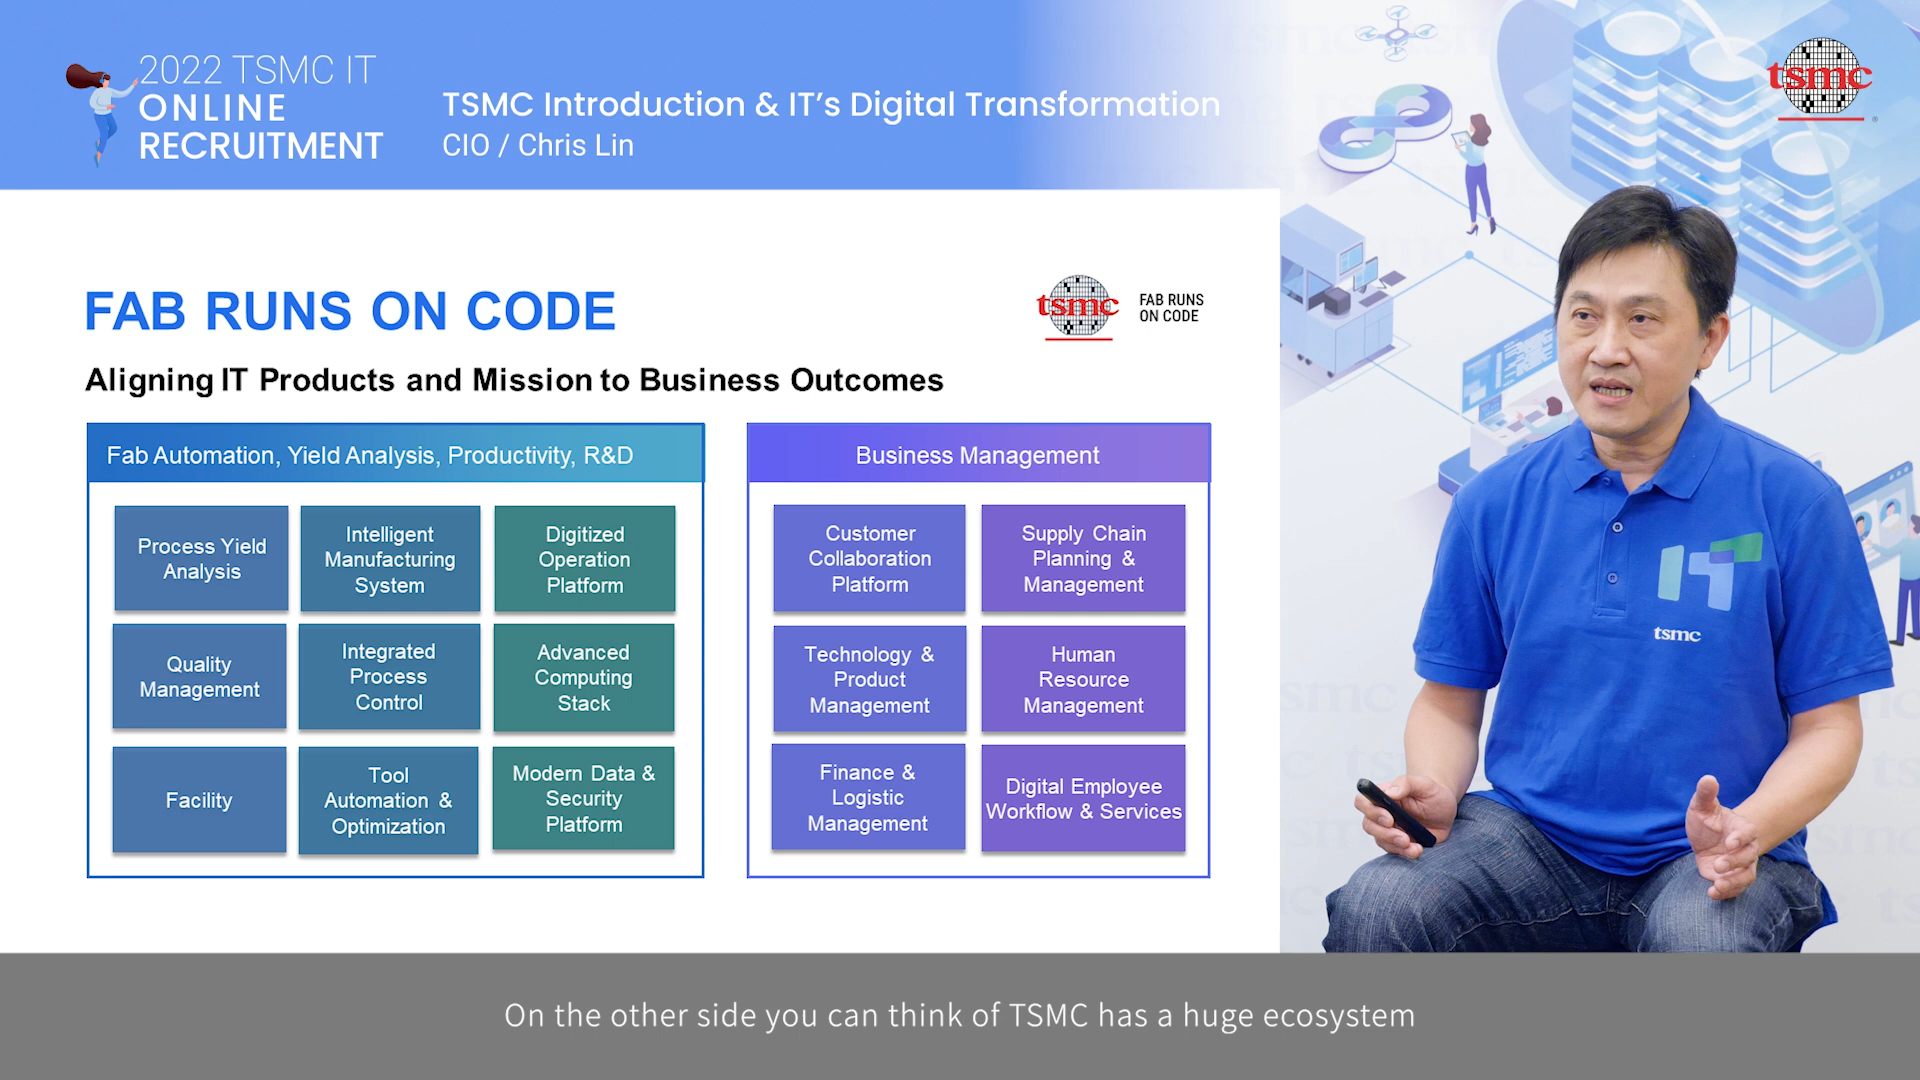 2022 TSMC IT
ONLINE
RECRUITMENT
TSMC Introduction & IT's Digital Transformation
CIO / Chris Lin
tsmc
®
FAB RUNS ON CODE
tsmc
FAB RUNS
ON CODE
Aligning IT Products and Mission to Business Outcomes
Fab Automation, Yield Analysis, Productivity, R&D
Process Yield
Analysis
Intelligent
Manufacturing
System
Digitized
Operation
Platform
Quality
Management
Integrated
Process
Control
Advanced
Computing
Stack
Facility
Tool
Automation &
Optimization
Modern Data &
Security
Platform
Business Management
Customer
Collaboration
Platform
Supply Chain
Planning &
Management
Technology &
Product
Management
Human
Resource
Management
Finance &
Logistic
Management
Digital Employee
Workflow & Services
IT
tsmc
On the other side you can think of TSMC has a huge ecosystem